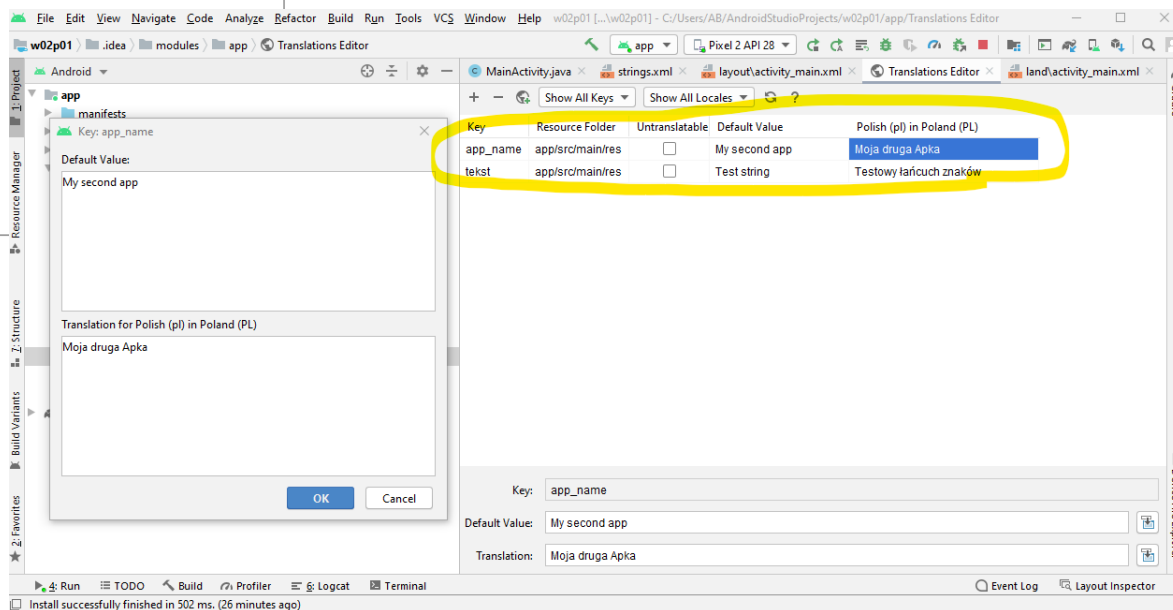 File Edit View Navigate Code Analyze Refactor Build Run Tools VCS Window Help w02p01 [...\w02p01] - C:/Users/AB/AndroidStudioProjects/w02p01/app/Translations Editor
w02p01 .idea modules app Translations Editor app Pixel 2 API 28
1: Project
Resource Manager
7: Structure
Build Variants
2: Favorites
Android
app
manifests
MainActivity.java strings.xml layout\activity_main.xml Translations Editor land\activity_main.xml
Show All Keys Show All Locales ?
Key Resource Folder Untranslatable Default Value Polish (pl) in Poland (PL)
app_name app/src/main/res My second app Moja druga Apka
tekst app/src/main/res Test string Testowy łańcuch znaków
Key: app_name
Default Value:
My second app
Translation for Polish (pl) in Poland (PL)
Moja druga Apka
OK Cancel
Key: app_name
Default Value: My second app
Translation: Moja druga Apka
4: Run TODO Build Profiler 6: Logcat Terminal Event Log Layout Inspector
Install successfully finished in 502 ms. (26 minutes ago)